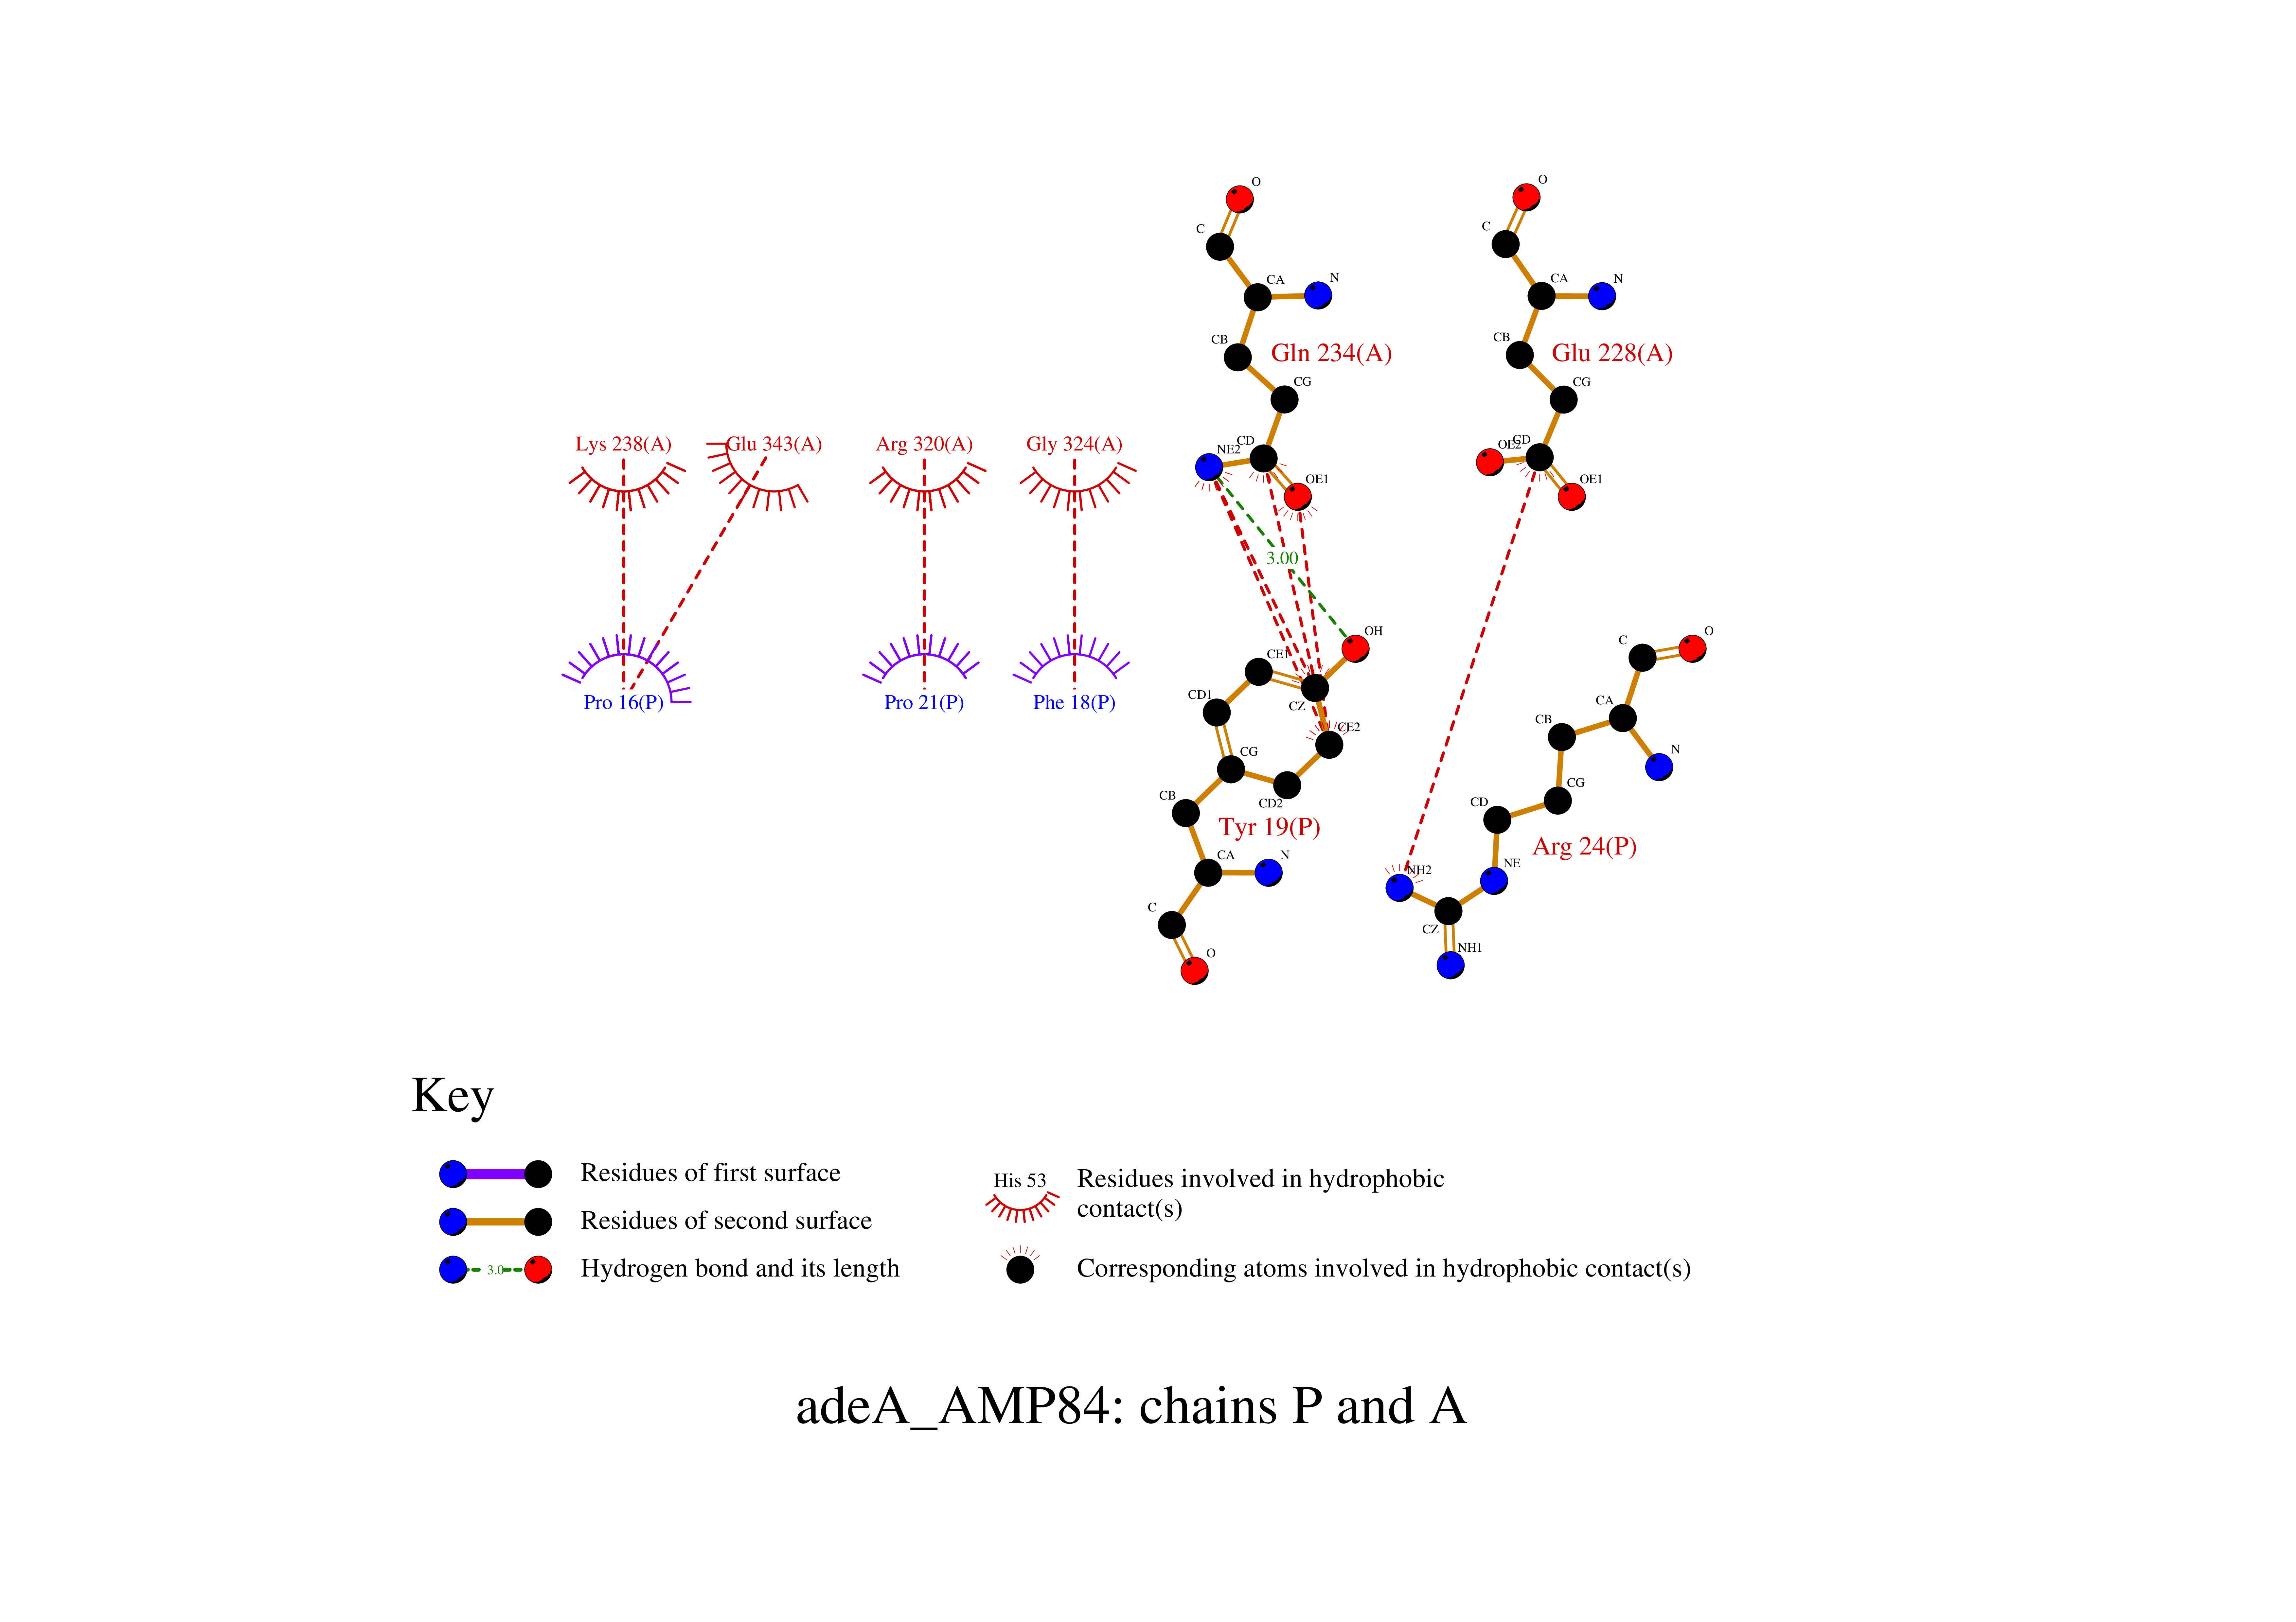 O
C
CA
N
CB
Gln 234(A)
CG
CD
NE2
OE1
O
C
CA
N
CB
Glu 228(A)
CG
OE2
CD
OE1
Lys 238(A)
Glu 343(A)
Arg 320(A)
Gly 324(A)
3.00
Pro 16(P)
Pro 21(P)
Phe 18(P)
OH
CE1
CD1
CZ
CE2
CG
CD2
CB
Tyr 19(P)
CA
N
C
O
C
O
CA
CB
N
CG
CD
Arg 24(P)
NE
NH2
CZ
NH1
Key
Residues of first surface
Residues of second surface
3.0
Hydrogen bond and its length
His 53
Residues involved in hydrophobic
contact(s)
Corresponding atoms involved in hydrophobic contact(s)
adeA_AMP84: chains P and A